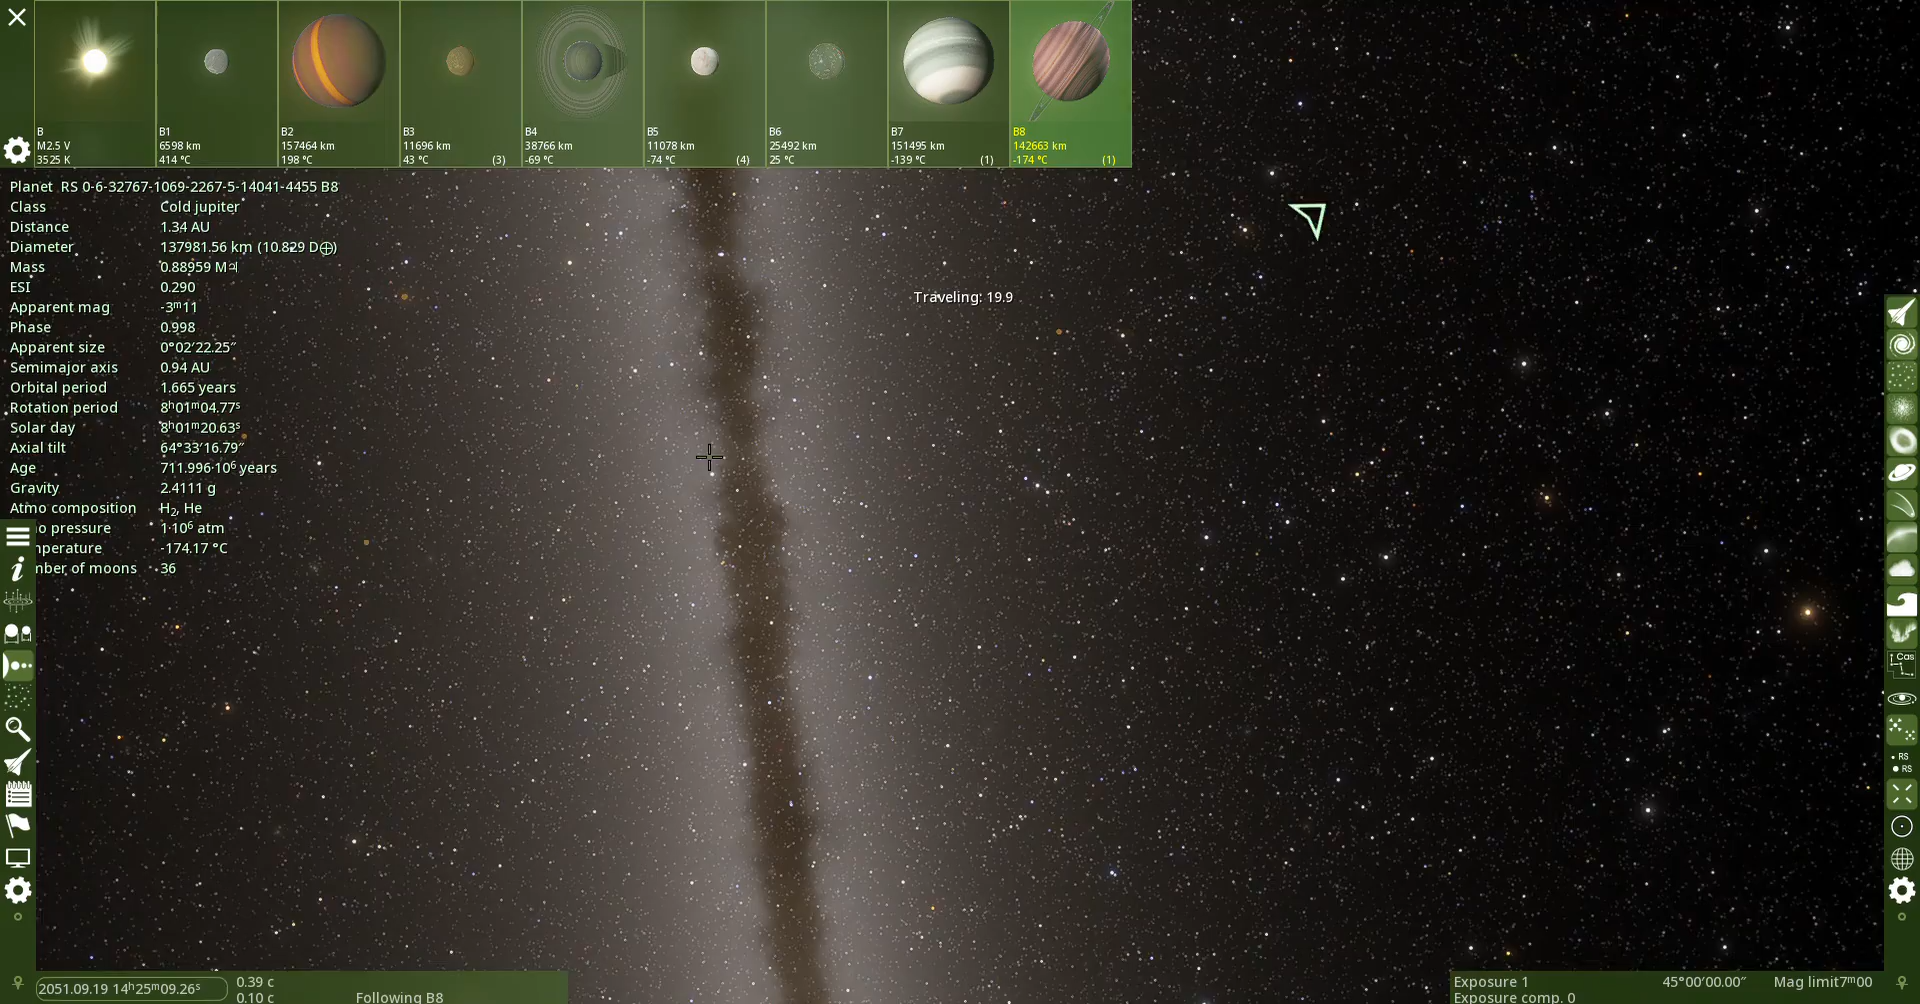 B
M2.5 V
3525 K
B1
6598 km
414 °C
B2
157464 km
198 °C
B3
11696 km
43 °C (3)
B4
38766 km
-69 °C
B5
11078 km
-74 °C (4)
B6
25492 km
25 °C
B7
151495 km
-139 °C (1)
B8
142663 km
-174 °C (1)
Planet RS 0-6-32767-1069-2267-5-14041-4455 B8
Class Cold jupiter
Distance 1.34 AU
Diameter 137981.56 km (10.829 D⊕)
Mass 0.88959 M♃
ESI 0.290
Apparent mag -3ᵐ11
Phase 0.998
Apparent size 0°02′22.25″
Semimajor axis 0.94 AU
Orbital period 1.665 years
Rotation period 8ʰ01ᵐ04.77ˢ
Solar day 8ʰ01ᵐ20.63ˢ
Axial tilt 64°33′16.79″
Age 711.996·10⁶ years
Gravity 2.4111 g
Atmo composition H₂, He
o pressure 1·10⁶ atm
nperature -174.17 °C
nber of moons 36
Traveling: 19.9
Cas
RS
RS
2051.09.19 14ʰ25ᵐ09.26ˢ
0.39 c
0.10 c
Following B8
Exposure 1 45°00′00.00″ Mag limit7ᵐ00
Exposure comp. 0